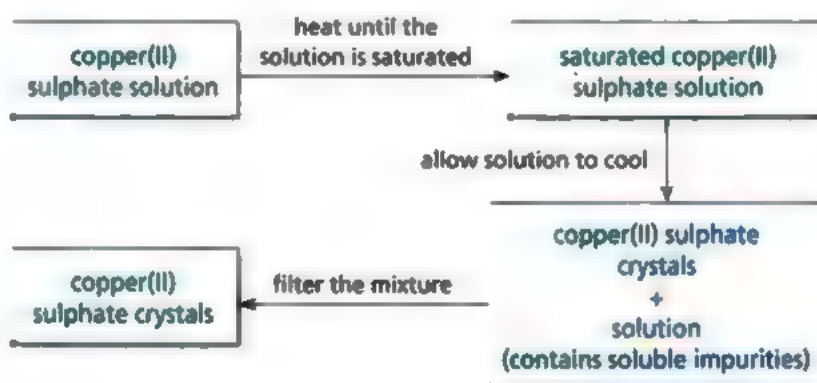 copper(II)
sulphate solution
heat until the
solution is saturated
saturated copper(II)
sulphate solution
allow solution to cool
copper(II) sulphate
crystals
+
solution
(contains soluble impurities)
filter the mixture
copper(II)
sulphate crystals